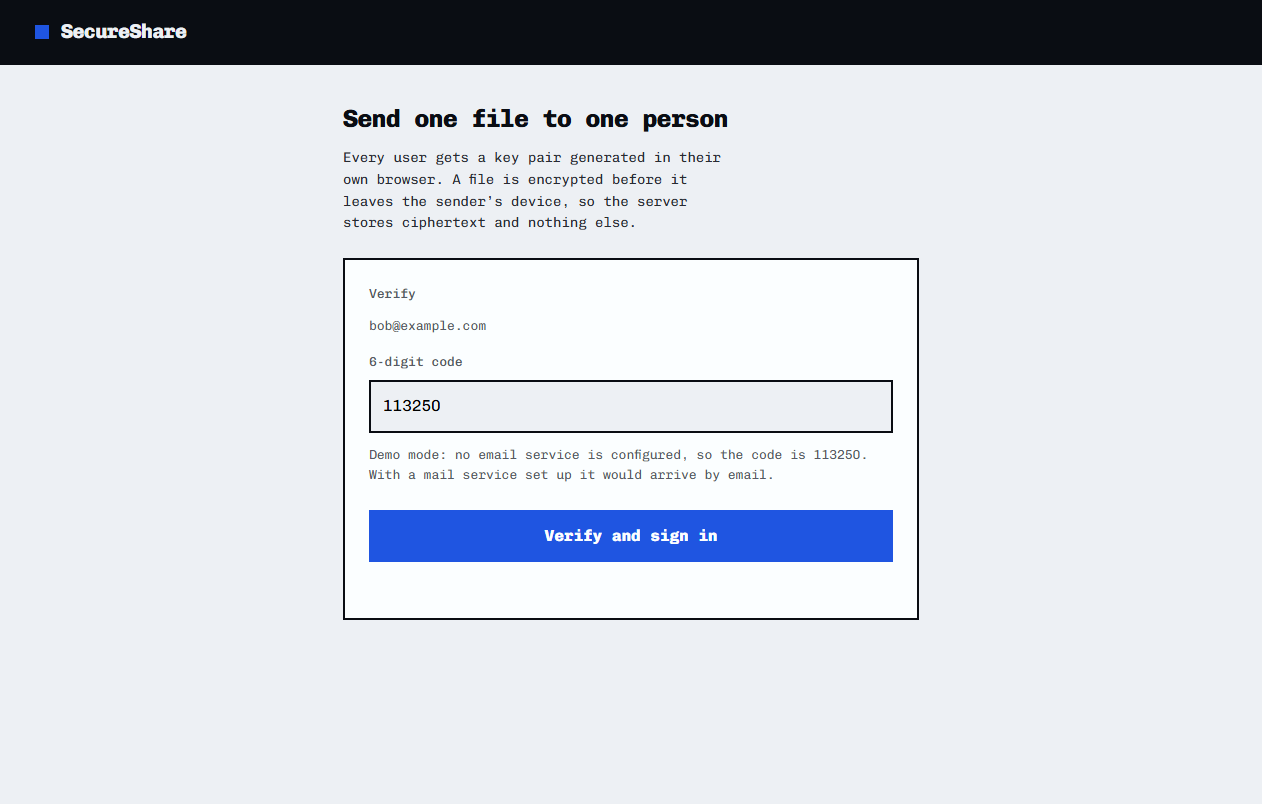 SecureShare
Send one file to one person
Every user gets a key pair generated in their
own browser. A file is encrypted before it
leaves the sender's device, so the server
stores ciphertext and nothing else.
Verify
bob@example.com
6-digit code
113250
Demo mode: no email service is configured, so the code is 113250.
With a mail service set up it would arrive by email.
Verify and sign in